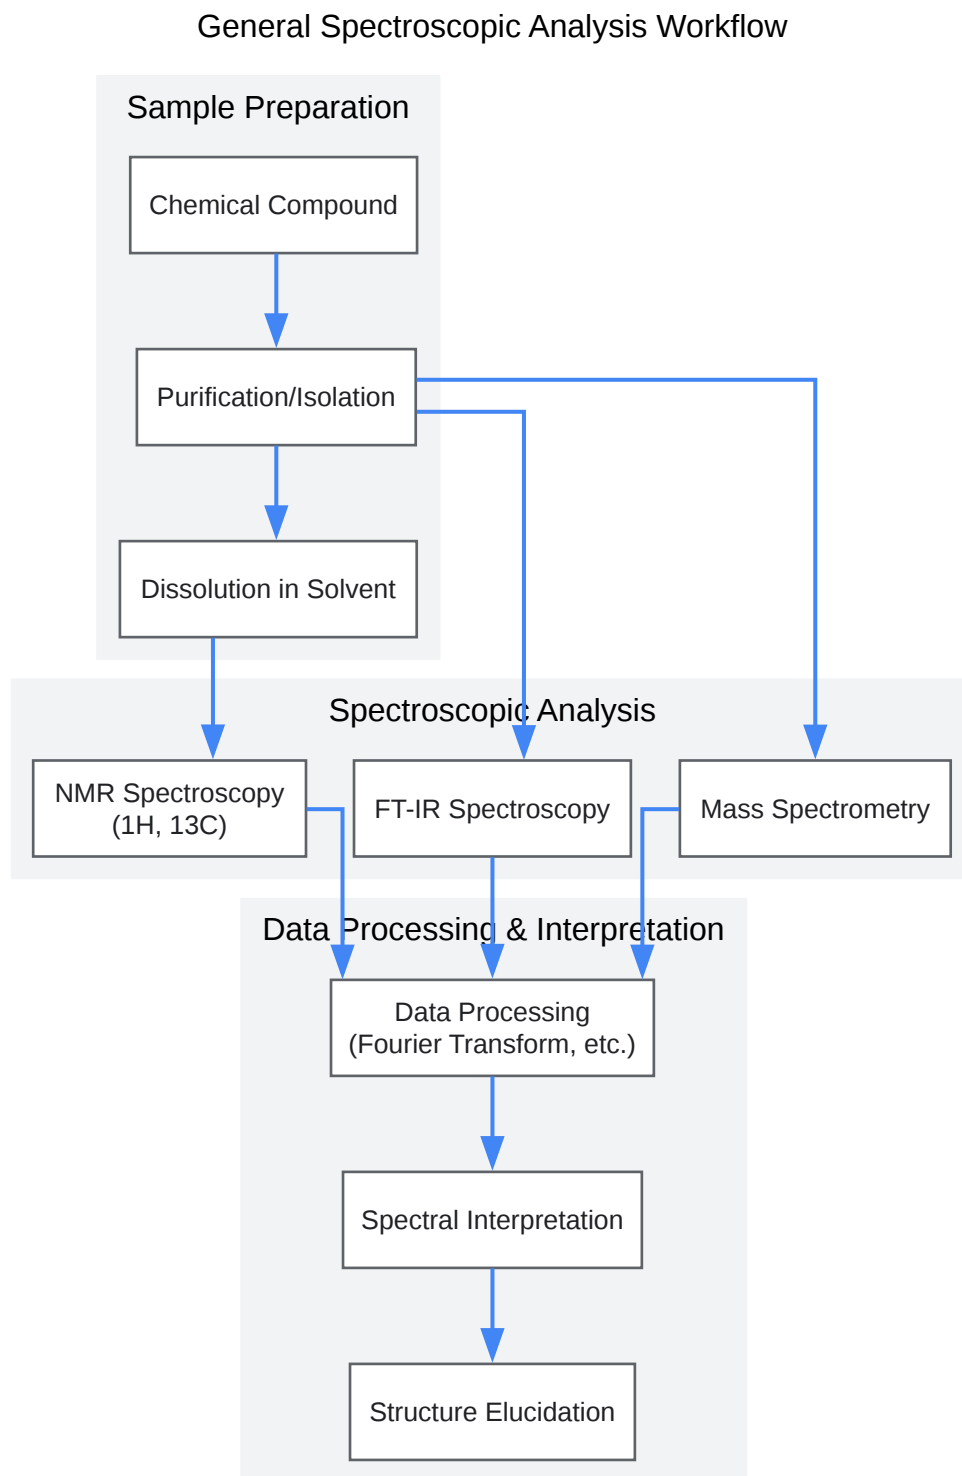 General Spectroscopic Analysis Workflow
Sample Preparation
Chemical Compound
Purification/Isolation
Dissolution in Solvent
Spectroscopic Analysis
NMR Spectroscopy
(1H, 13C)
FT-IR Spectroscopy
Mass Spectrometry
Data Processing & Interpretation
Data Processing
(Fourier Transform, etc.)
Spectral Interpretation
Structure Elucidation